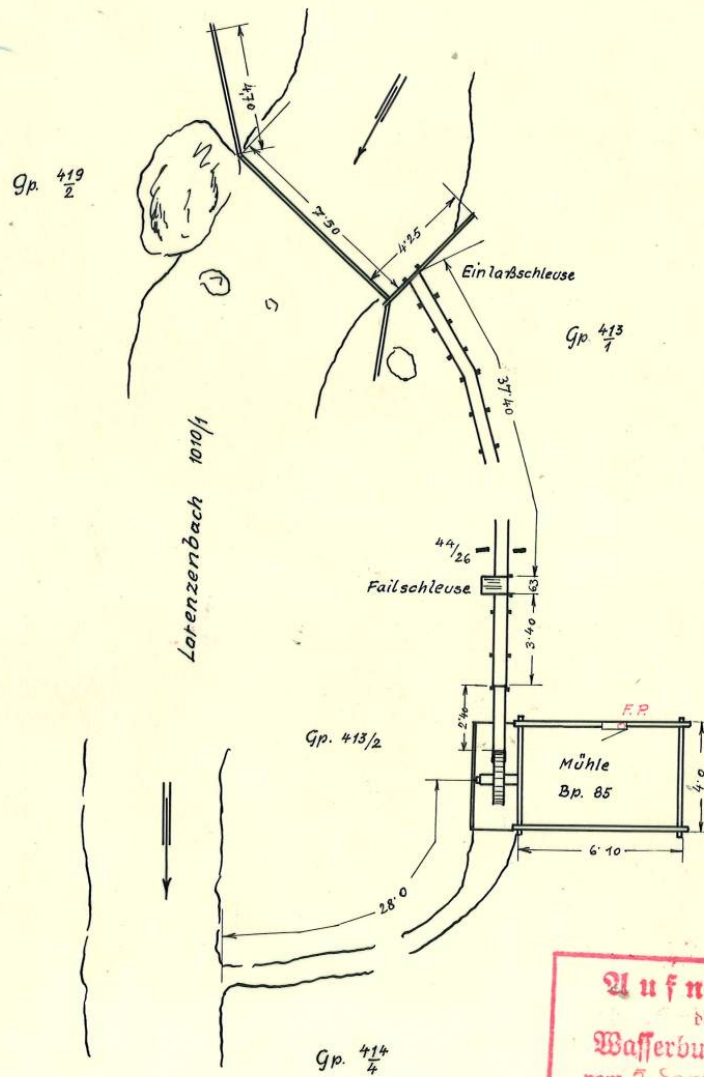 4,70
Gp. 419/2
7·50
4·25
Einlaßschleuse
Gp. 413/1
37·40
Lorenzenbach 1010/1
44/26
Failschleuse
63
3·40
2·40
F.P.
Gp. 413/2
Mühle
Bp. 85
4·0
6·10
28·0
Gp. 414/4
Wasserbu